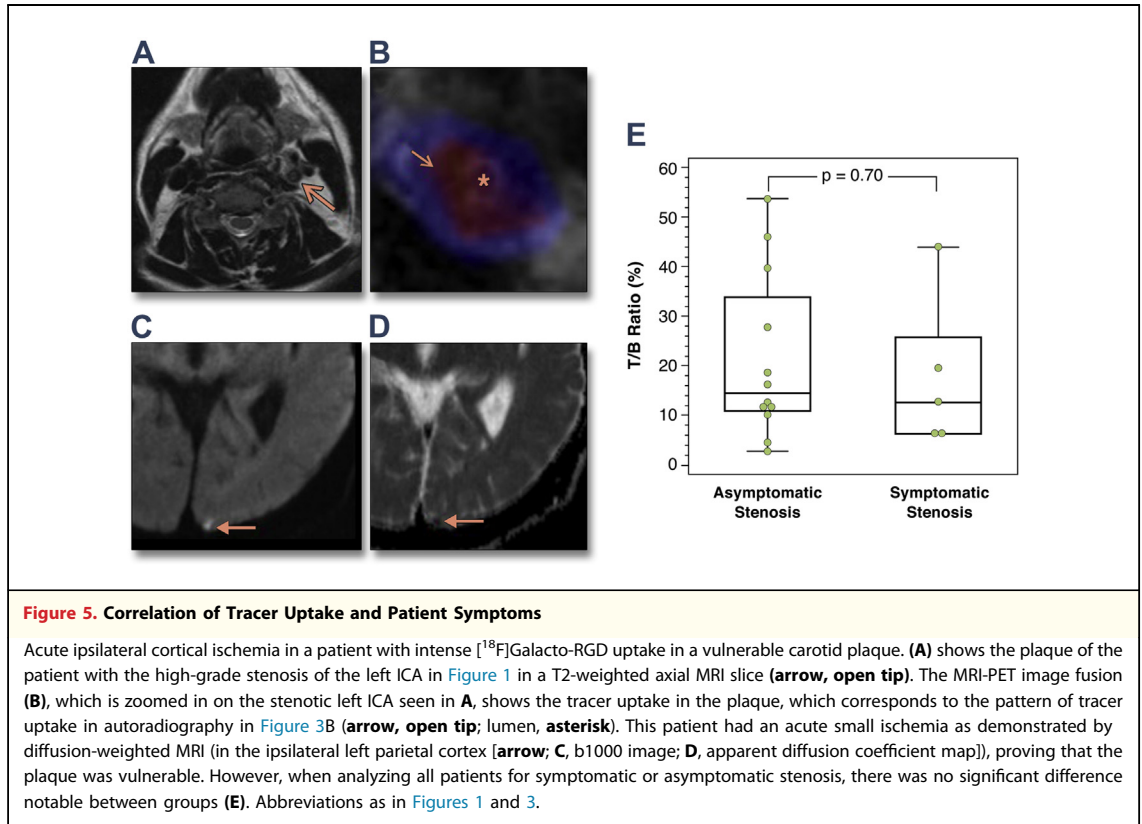 A
B
C
D
E
T/B Ratio (%)
60
50
40
30
20
10
0
p = 0.70
*
Asymptomatic
Stenosis
Symptomatic
Stenosis
Figure 5. Correlation of Tracer Uptake and Patient Symptoms
Acute ipsilateral cortical ischemia in a patient with intense [18F]Galacto-RGD uptake in a vulnerable carotid plaque. (A) shows the plaque of the
patient with the high-grade stenosis of the left ICA in Figure 1 in a T2-weighted axial MRI slice (arrow, open tip). The MRI-PET image fusion
(B), which is zoomed in on the stenotic left ICA seen in A, shows the tracer uptake in the plaque, which corresponds to the pattern of tracer
uptake in autoradiography in Figure 3B (arrow, open tip; lumen, asterisk). This patient had an acute small ischemia as demonstrated by
diffusion-weighted MRI (in the ipsilateral left parietal cortex [arrow; C, b1000 image; D, apparent diffusion coefficient map]), proving that the
plaque was vulnerable. However, when analyzing all patients for symptomatic or asymptomatic stenosis, there was no significant difference
notable between groups (E). Abbreviations as in Figures 1 and 3.